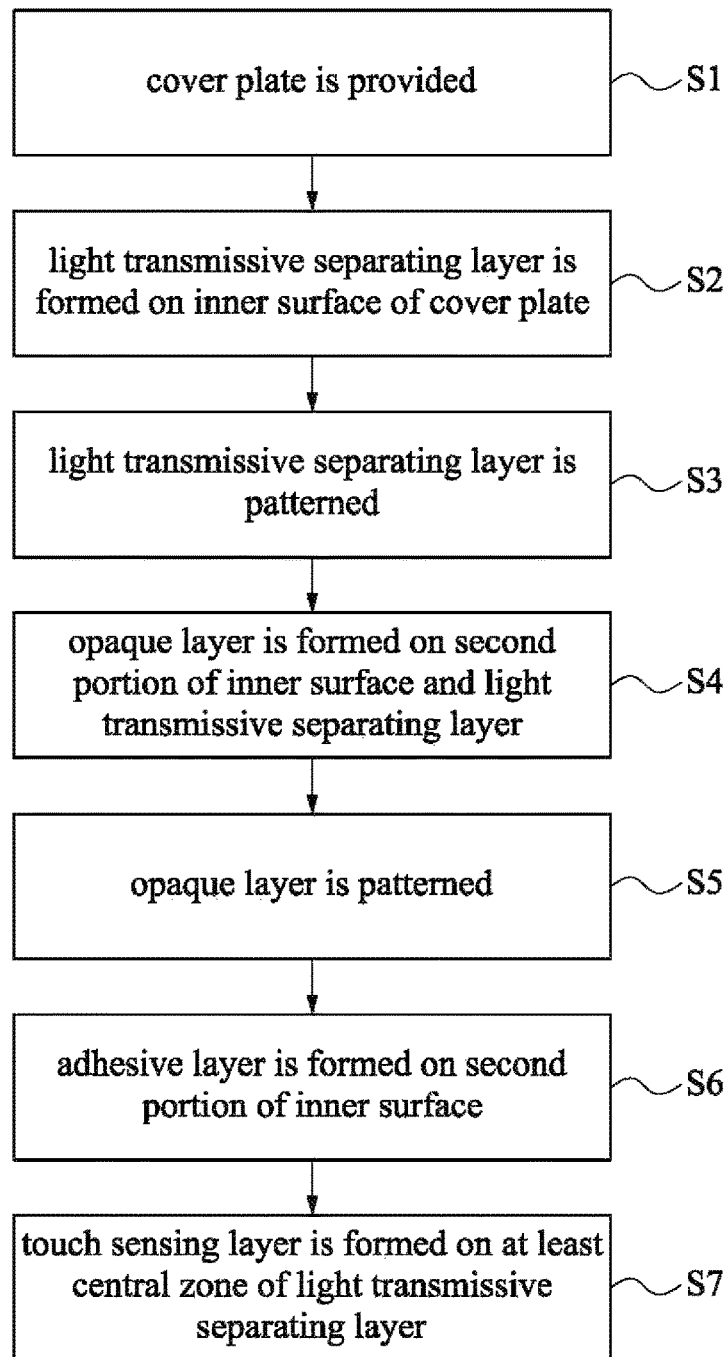 cover plate is provided
S1
light transmissive separating layer is
formed on inner surface of cover plate
S2
light transmissive separating layer is
patterned
S3
opaque layer is formed on second
portion of inner surface and light
transmissive separating layer
S4
opaque layer is patterned
S5
adhesive layer is formed on second
portion of inner surface
S6
touch sensing layer is formed on at least
central zone of light transmissive
separating layer
S7